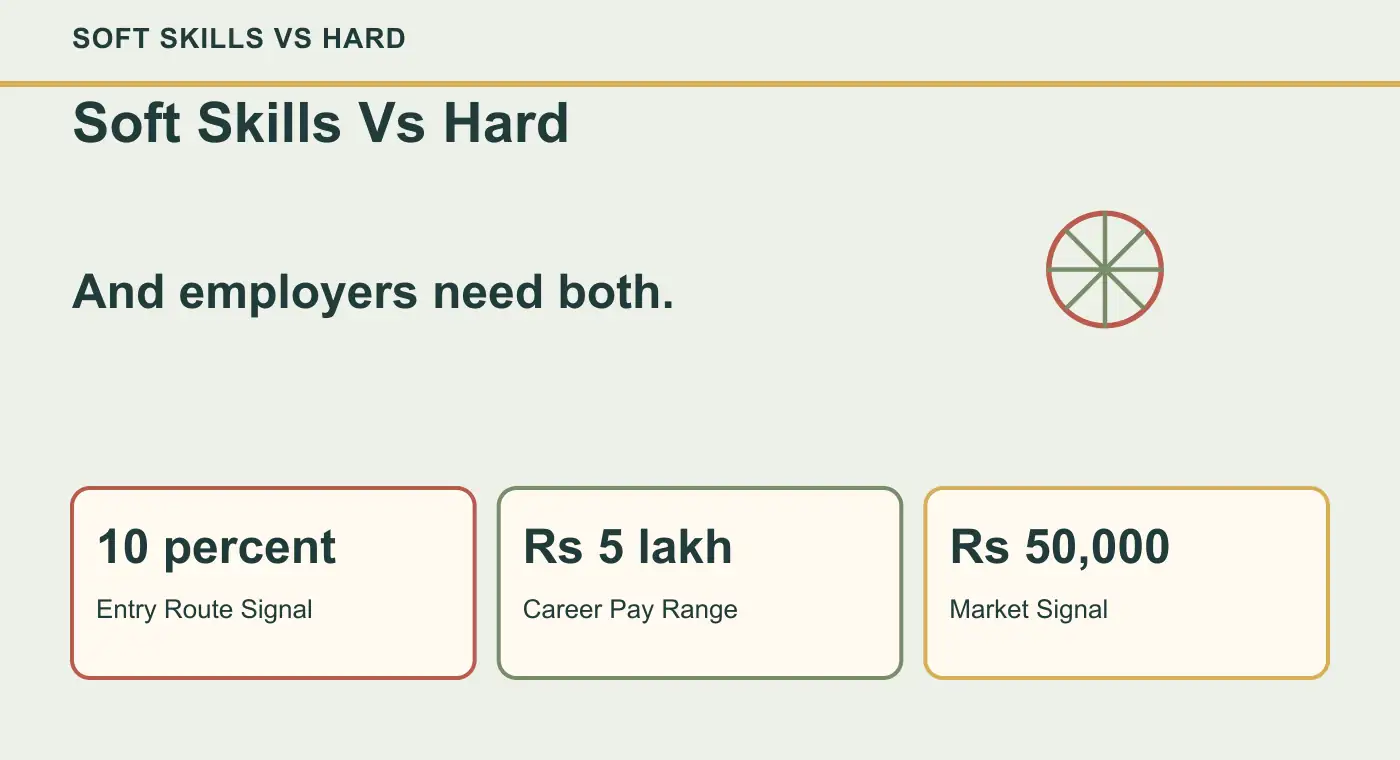 SOFT SKILLS VS HARD
Soft Skills Vs Hard
And employers need both.
10 percent
Entry Route Signal
Rs 5 lakh
Career Pay Range
Rs 50,000
Market Signal